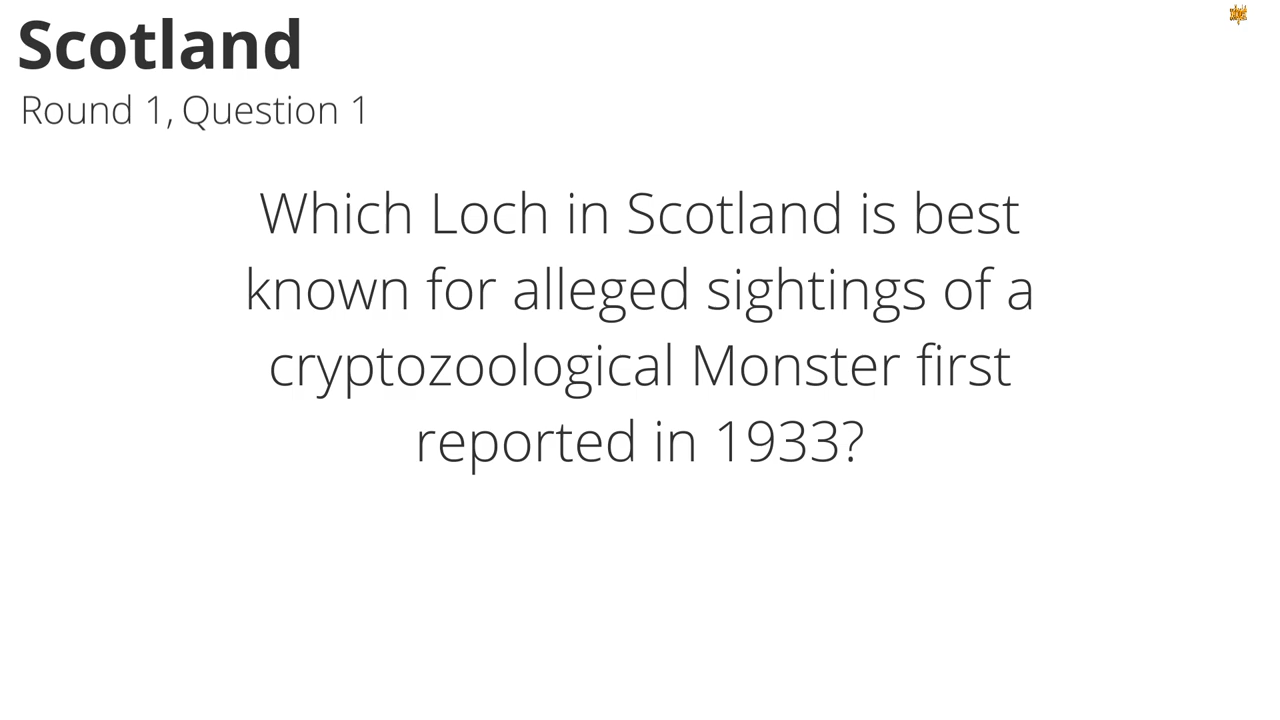 Scotland
Round 1, Question 1
Which Loch in Scotland is best
known for alleged sightings of a
cryptozoological Monster first
reported in 1933?